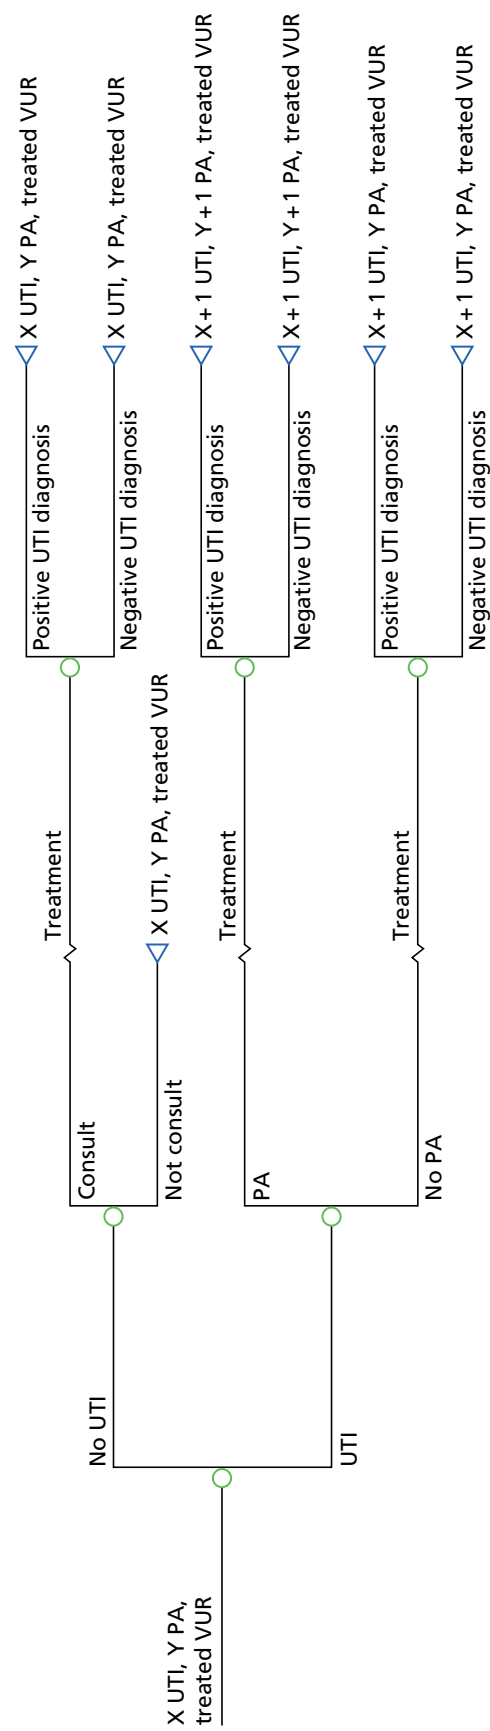 X UTI, Y PA,
treated VUR
No UTI
UTI
Consult
Not consult
PA
No PA
Treatment
X UTI, Y PA, treated VUR
Treatment
Treatment
Positive UTI diagnosis
Negative UTI diagnosis
Positive UTI diagnosis
Negative UTI diagnosis
Positive UTI diagnosis
Negative UTI diagnosis
X UTI, Y PA, treated VUR
X UTI, Y PA, treated VUR
X + 1 UTI, Y + 1 PA, treated VUR
X + 1 UTI, Y + 1 PA, treated VUR
X + 1 UTI, Y PA, treated VUR
X + 1 UTI, Y PA, treated VUR